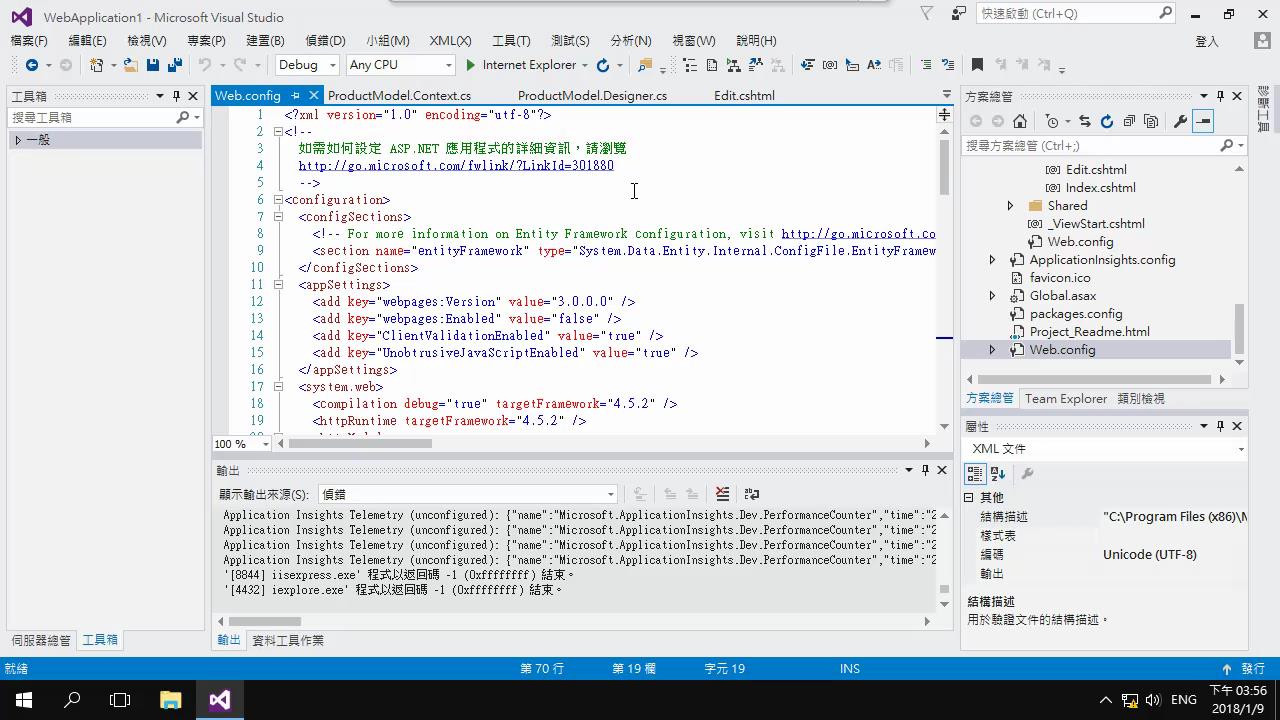 WebApplication1 - Microsoft Visual Studio
快速啟動 (Ctrl+Q)
檔案(F) 編輯(E) 檢視(V) 專案(P) 建置(B) 偵錯(D) 小組(M) XML(X) 工具(T) 測試(S) 分析(N) 視窗(W) 說明(H)
登入
Debug Any CPU Internet Explorer
工具箱
搜尋工具箱
一般
伺服器總管 工具箱
Web.config ProductModel.Context.cs ProductModel.Designer.cs Edit.cshtml
1 <?xml version="1.0" encoding="utf-8"?>
2 <!--
3 如需如何設定 ASP.NET 應用程式的詳細資訊，請瀏覽
4 http://go.microsoft.com/fwlink/?LinkId=301880
5 -->
6 <configuration>
7 <configSections>
8 <!-- For more information on Entity Framework configuration, visit http://go.microsoft.co
9 <section name="entityFramework" type="System.Data.Entity.Internal.ConfigFile.EntityFramew
10 </configSections>
11 <appSettings>
12 <add key="webpages:Version" value="3.0.0.0" />
13 <add key="webpages:Enabled" value="false" />
14 <add key="ClientValidationEnabled" value="true" />
15 <add key="UnobtrusiveJavaScriptEnabled" value="true" />
16 </appSettings>
17 <system.web>
18 <compilation debug="true" targetFramework="4.5.2" />
19 <httpRuntime targetFramework="4.5.2" />
100 %
輸出
顯示輸出來源(S): 偵錯
Application Insights Telemetry (unconfigured): {"name":"Microsoft.ApplicationInsights.Dev.PerformanceCounter","time":"2
Application Insights Telemetry (unconfigured): {"name":"Microsoft.ApplicationInsights.Dev.PerformanceCounter","time":"2
Application Insights Telemetry (unconfigured): {"name":"Microsoft.ApplicationInsights.Dev.PerformanceCounter","time":"2
Application Insights Telemetry (unconfigured): {"name":"Microsoft.ApplicationInsights.Dev.PerformanceCounter","time":"2
'[8844] iisexpress.exe' 程式以返回碼 -1 (0xffffffff) 結束。
'[4432] iexplore.exe' 程式以返回碼 -1 (0xffffffff) 結束。
輸出 資料工具作業
方案總管
搜尋方案總管 (Ctrl+;)
Edit.cshtml
Index.cshtml
Shared
_ViewStart.cshtml
Web.config
ApplicationInsights.config
favicon.ico
Global.asax
packages.config
Project_Readme.html
Web.config
方案總管 Team Explorer 類別檢視
屬性
XML 文件
其他
結構描述 "C:\Program Files (x86)\M
樣式表
編碼 Unicode (UTF-8)
輸出
結構描述
用於驗證文件的結構描述。
就緒 第 70 行 第 19 欄 字元 19 INS 發行
ENG
下午 03:56
2018/1/9